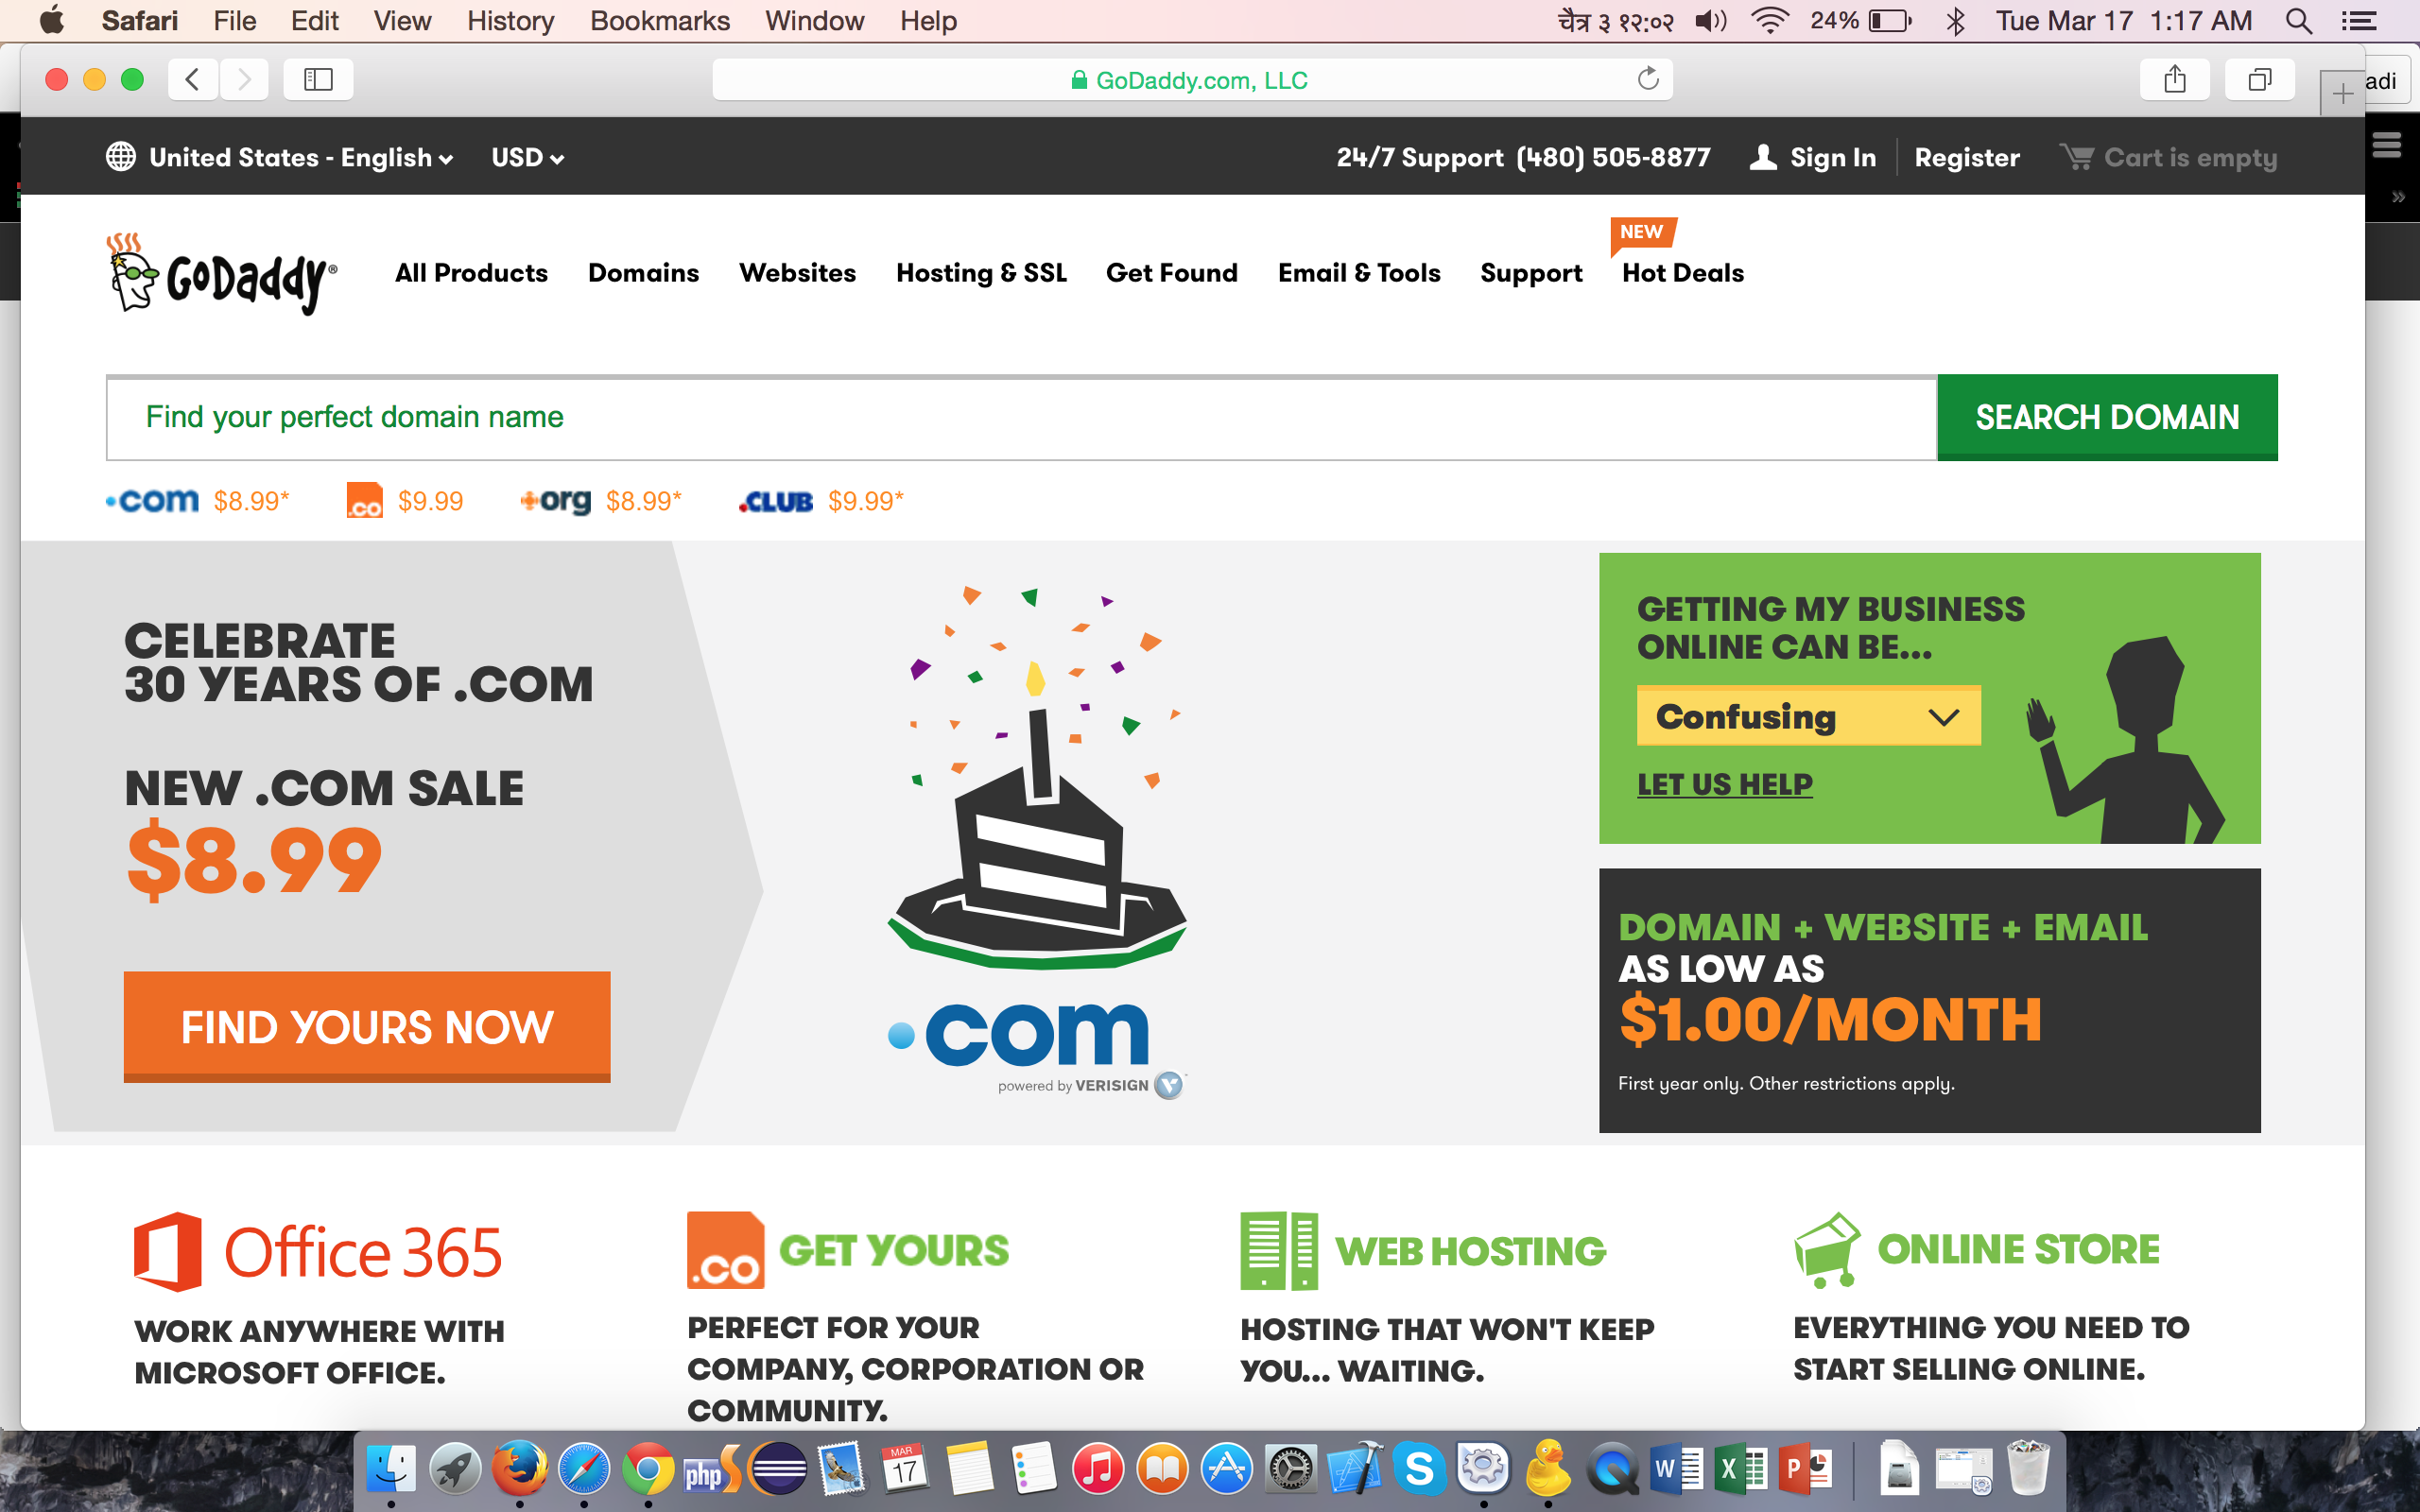 Safari File Edit View History Bookmarks Window Help चैत्र ३ १२:०२ 24% Tue Mar 17 1:17 AM
GoDaddy.com, LLC
adi
United States - English USD 24/7 Support (480) 505-8877 Sign In Register Cart is empty
NEW
GoDaddy® All Products Domains Websites Hosting & SSL Get Found Email & Tools Support Hot Deals
Find your perfect domain name SEARCH DOMAIN
.com $8.99* .co $9.99 .org $8.99* .CLUB $9.99*
CELEBRATE
30 YEARS OF .COM
NEW .COM SALE
$8.99
FIND YOURS NOW
.com
powered by VERISIGN
GETTING MY BUSINESS
ONLINE CAN BE...
Confusing
LET US HELP
DOMAIN + WEBSITE + EMAIL
AS LOW AS
$1.00/MONTH
First year only. Other restrictions apply.
Office 365
WORK ANYWHERE WITH
MICROSOFT OFFICE.
.co GET YOURS
PERFECT FOR YOUR
COMPANY, CORPORATION OR
COMMUNITY.
WEB HOSTING
HOSTING THAT WON'T KEEP
YOU... WAITING.
ONLINE STORE
EVERYTHING YOU NEED TO
START SELLING ONLINE.
php MAR 17 S W X P